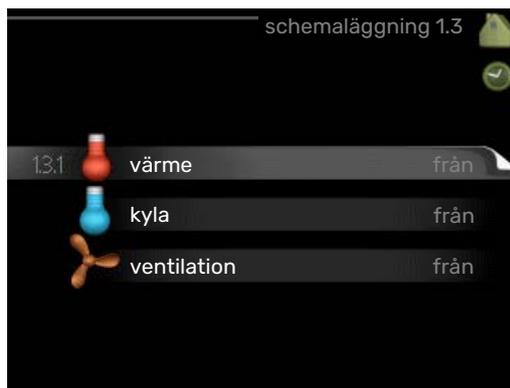 schemaläggning 1.3
1.3.1 värme från
kyla från
ventilation från